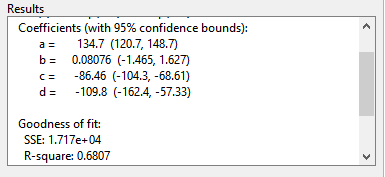 Results
Coefficients (with 95% confidence bounds):
a = 134.7 (120.7, 148.7)
b = 0.08076 (-1.465, 1.627)
c = -86.46 (-104.3, -68.61)
d = -109.8 (-162.4, -57.33)
Goodness of fit:
SSE: 1.717e+04
R-square: 0.6807